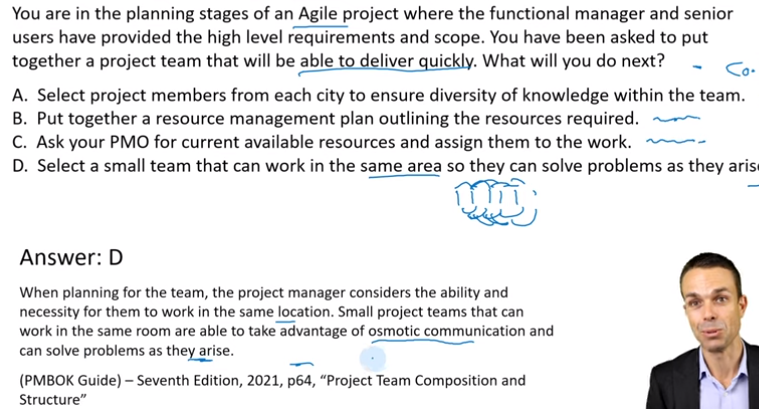 You are in the planning stages of an Agile project where the functional manager and senior
users have provided the high level requirements and scope. You have been asked to put
together a project team that will be able to deliver quickly. What will you do next?
- Co.
A. Select project members from each city to ensure diversity of knowledge within the team.
B. Put together a resource management plan outlining the resources required.
C. Ask your PMO for current available resources and assign them to the work.
D. Select a small team that can work in the same area so they can solve problems as they aris
Answer: D
When planning for the team, the project manager considers the ability and
necessity for them to work in the same location. Small project teams that can
work in the same room are able to take advantage of osmotic communication and
can solve problems as they arise.
(PMBOK Guide) – Seventh Edition, 2021, p64, “Project Team Composition and
Structure”